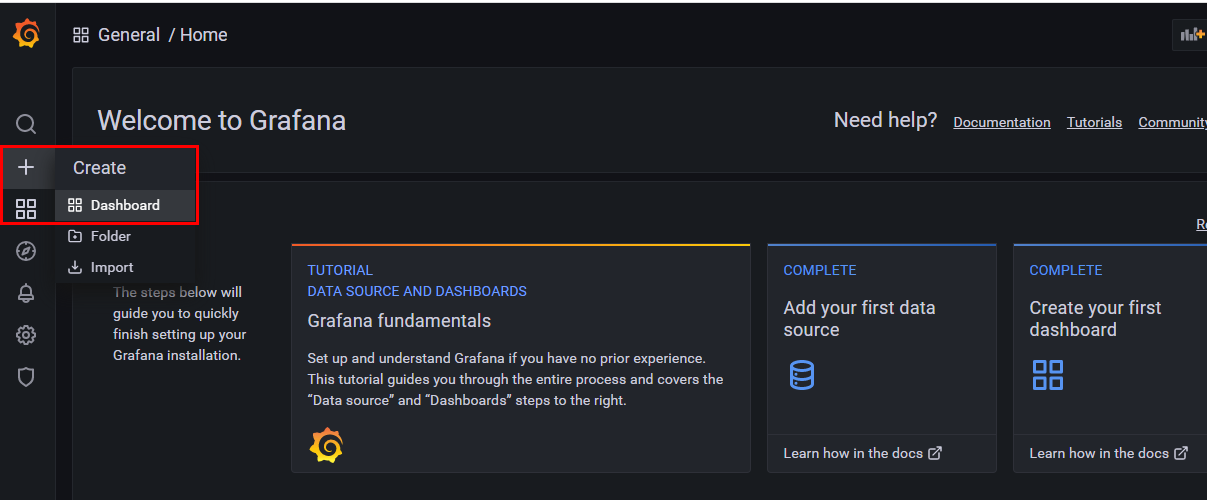 General / Home
Welcome to Grafana
Need help?
Documentation
Tutorials
Community
Create
Dashboard
Folder
Import
The steps below will
guide you to quickly
finish setting up your
Grafana installation.
TUTORIAL
DATA SOURCE AND DASHBOARDS
Grafana fundamentals
Set up and understand Grafana if you have no prior experience.
This tutorial guides you through the entire process and covers the
“Data source” and “Dashboards” steps to the right.
COMPLETE
Add your first data
source
Learn how in the docs
COMPLETE
Create your first
dashboard
Learn how in the docs